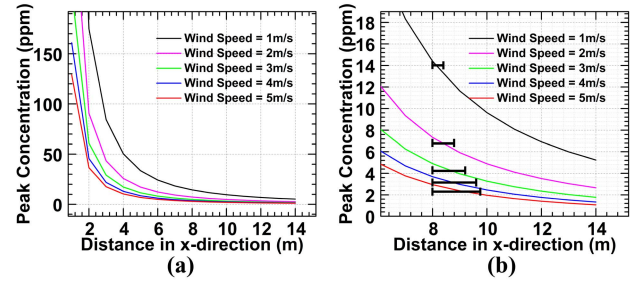 Peak Concentration (ppm)
150
100
50
0
Wind Speed = 1m/s
Wind Speed = 2m/s
Wind Speed = 3m/s
Wind Speed = 4m/s
Wind Speed = 5m/s
2 4 6 8 10 12 14
Distance in x-direction (m)
(a)
Peak Concentration (ppm)
18
16
14
12
10
8
6
4
2
0
Wind Speed = 1m/s
Wind Speed = 2m/s
Wind Speed = 3m/s
Wind Speed = 4m/s
Wind Speed = 5m/s
8 10 12 14
Distance in x-direction (m)
(b)